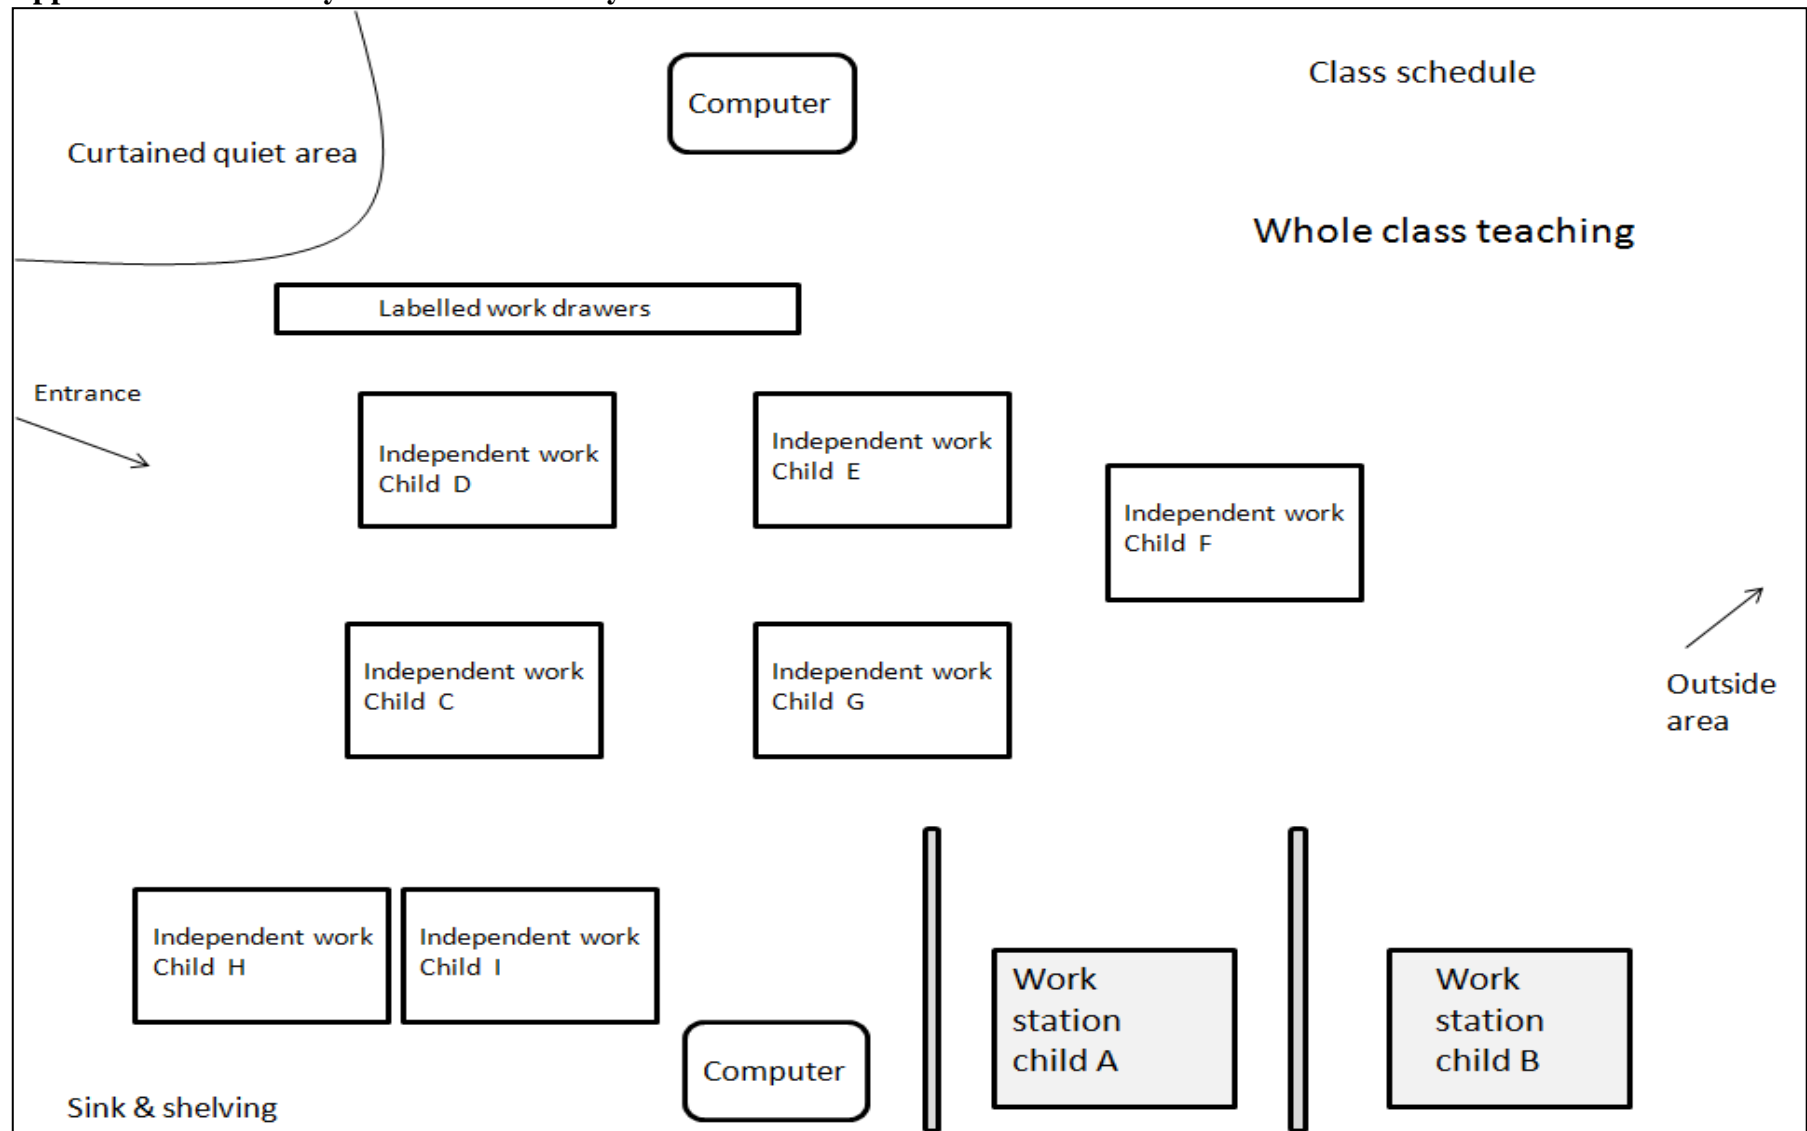 Computer
Class schedule
Curtained quiet area
Whole class teaching
Labelled work drawers
Entrance
Independent work
Child D
Independent work
Child E
Independent work
Child F
Independent work
Child C
Independent work
Child G
Outside
area
Independent work
Child H
Independent work
Child I
Work
station
child A
Work
station
child B
Computer
Sink & shelving